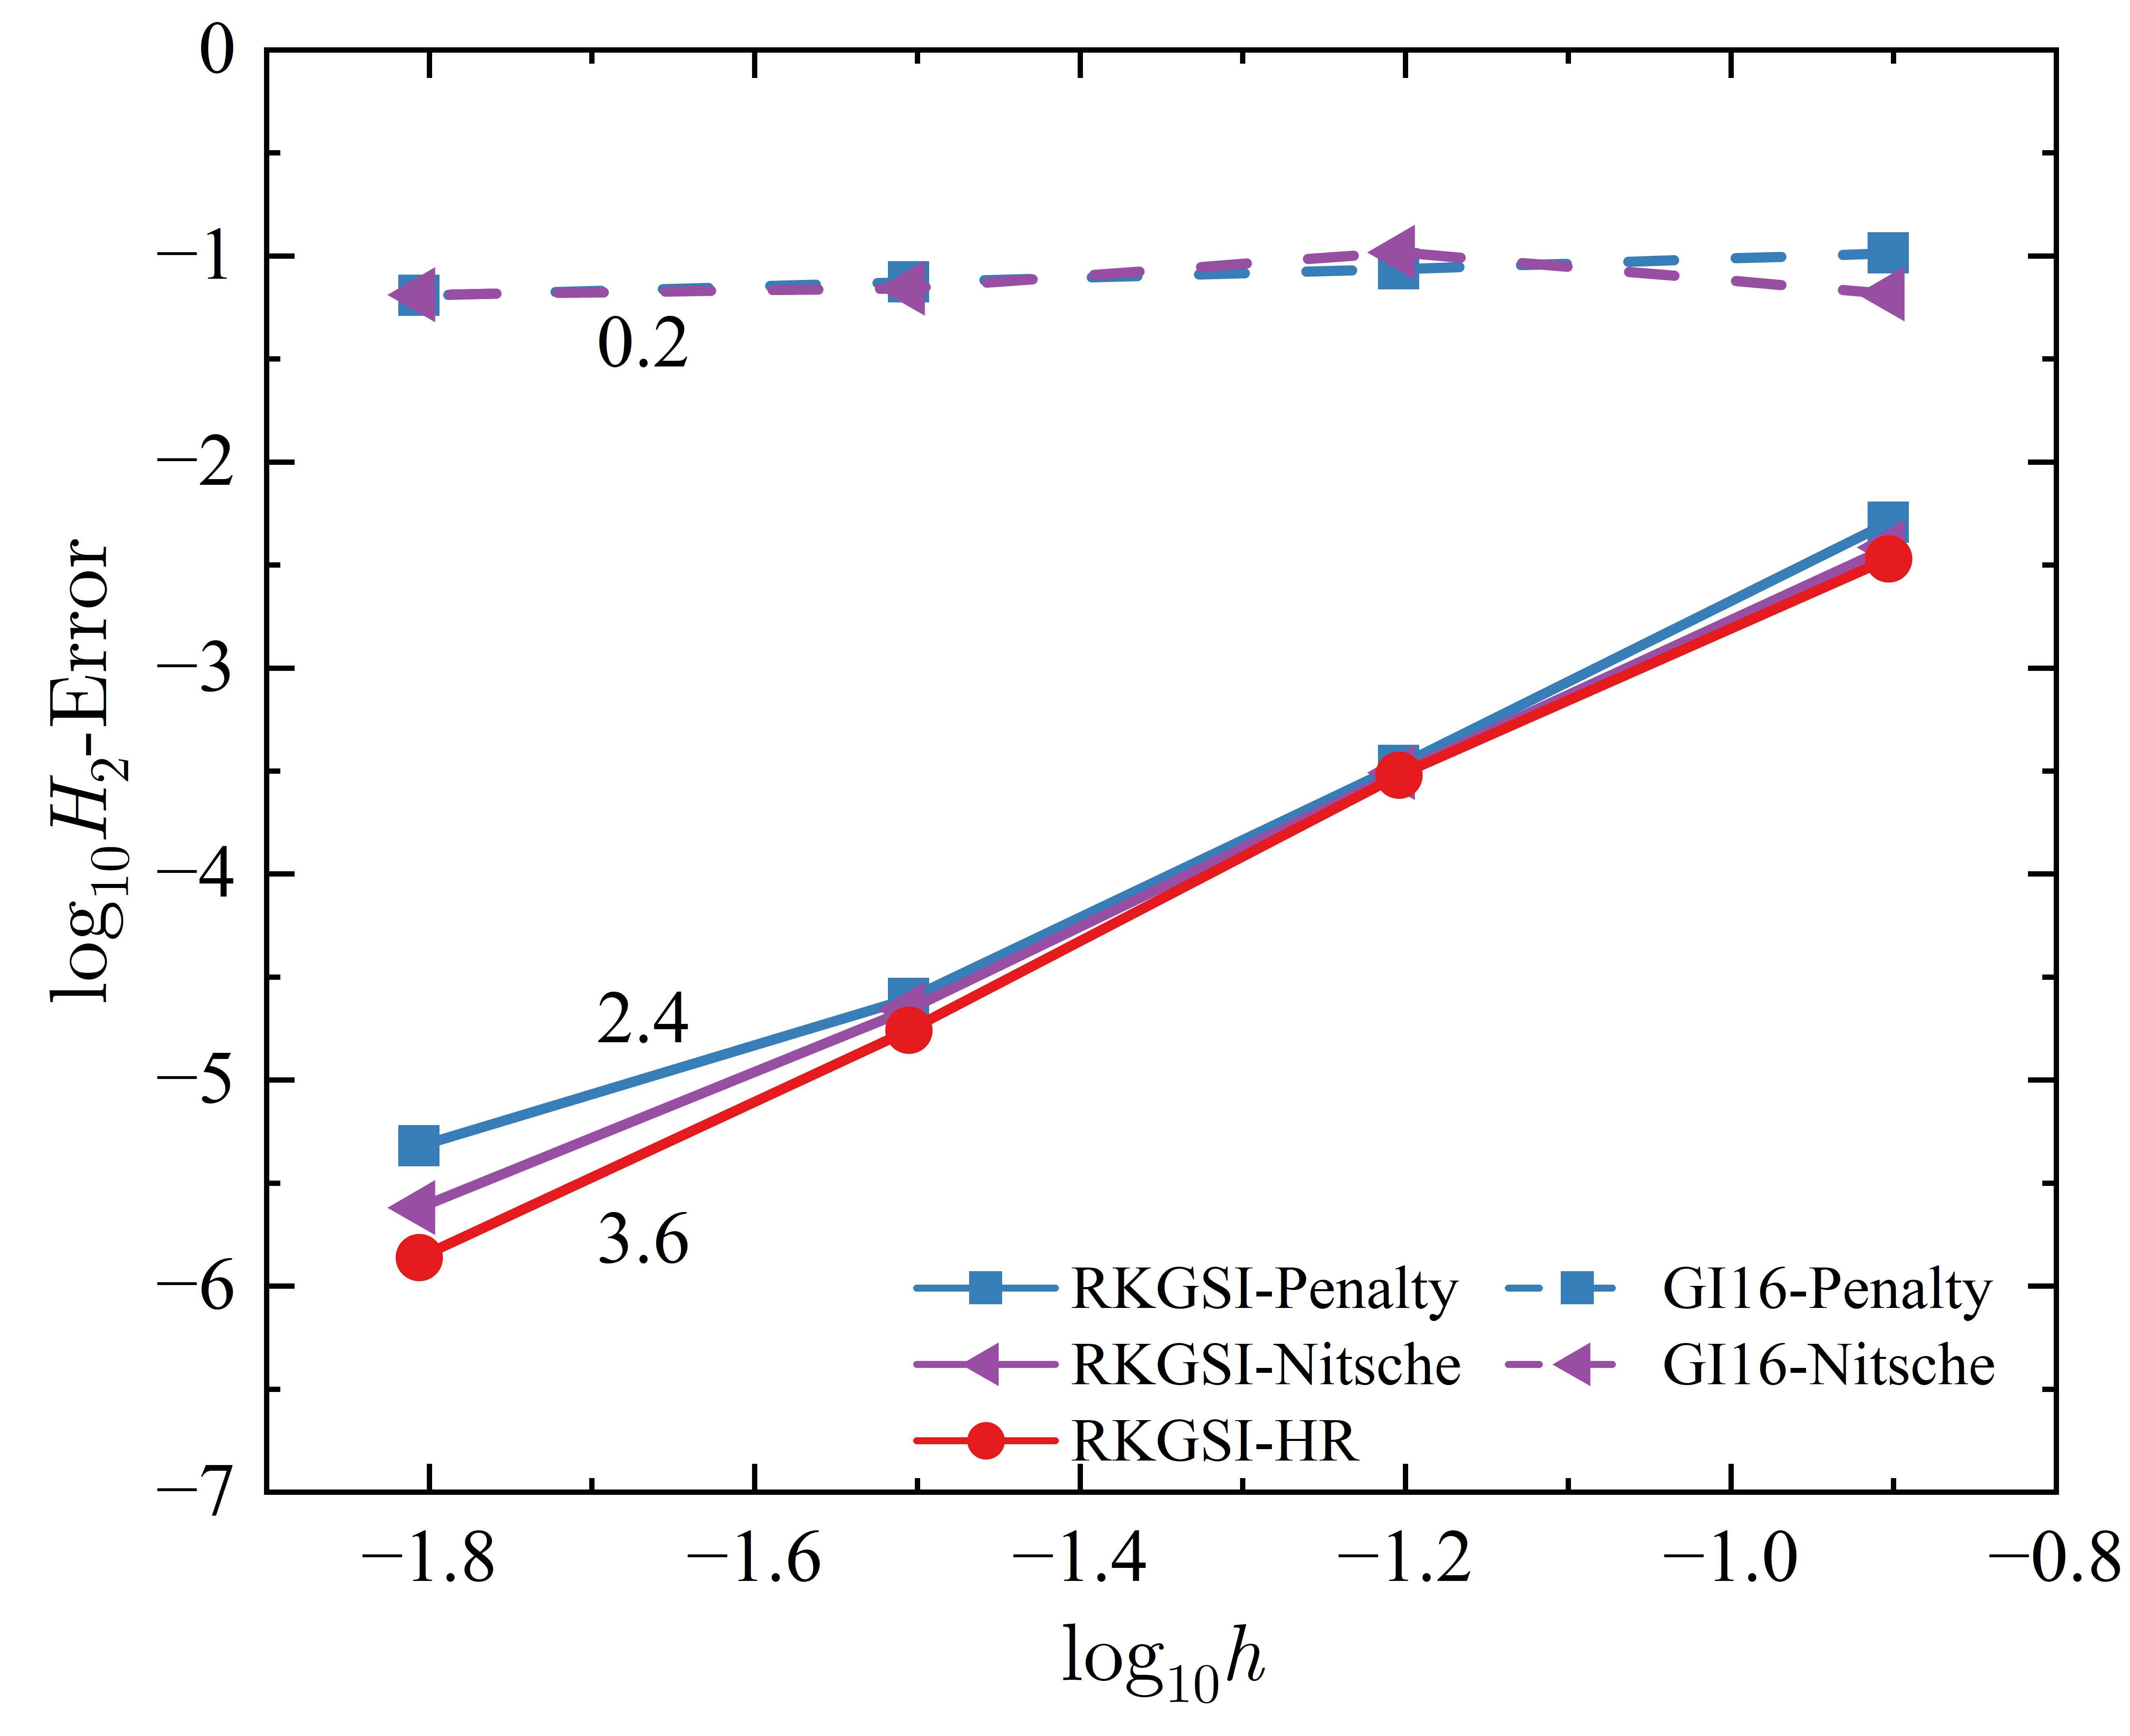 0
−1
−2
−3
−4
−5
−6
−7
log₁₀H₂-Error
0.2
2.4
3.6
RKGSI-Penalty GI16-Penalty
RKGSI-Nitsche GI16-Nitsche
RKGSI-HR
−1.8 −1.6 −1.4 −1.2 −1.0 −0.8
log₁₀h